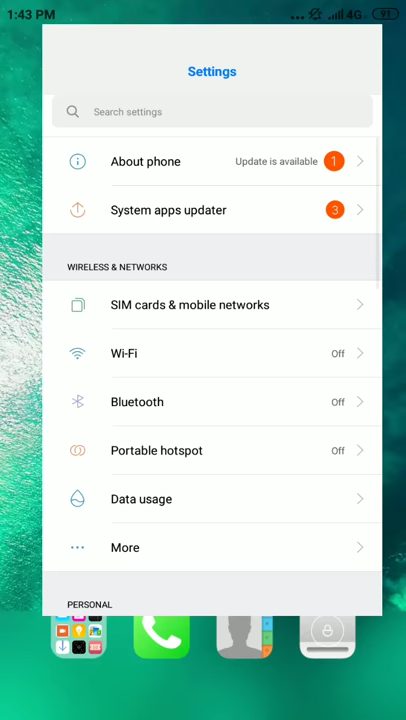 1:43 PM ... 4G 91
Settings
Search settings
About phone Update is available 1
System apps updater 3
WIRELESS & NETWORKS
SIM cards & mobile networks
Wi-Fi Off
Bluetooth Off
Portable hotspot Off
Data usage
More
PERSONAL